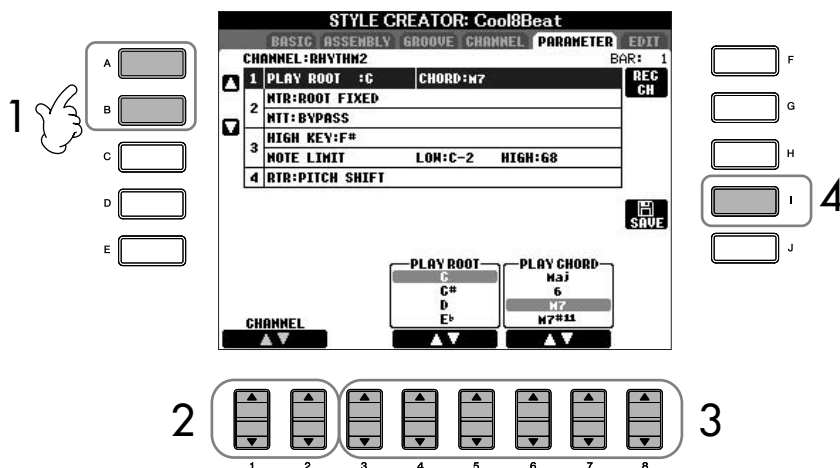 STYLE CREATOR: Cool8Beat
BASIC ASSEMBLY GROOVE CHANNEL PARAMETER EDIT
CHANNEL:RHYTHM2 BAR: 1
1 PLAY ROOT :C CHORD:M7
REC CH
2 NTR:ROOT FIXED
NTT:BYPASS
3 HIGH KEY:F#
NOTE LIMIT LOW:C-2 HIGH:G8
4 RTR:PITCH SHIFT
SAVE
PLAY ROOT
C
C#
D
E♭
PLAY CHORD
Maj
6
M7
M7#11
CHANNEL
A
B
C
D
E
F
G
H
I
J
1
4
2
3
1 2 3 4 5 6 7 8